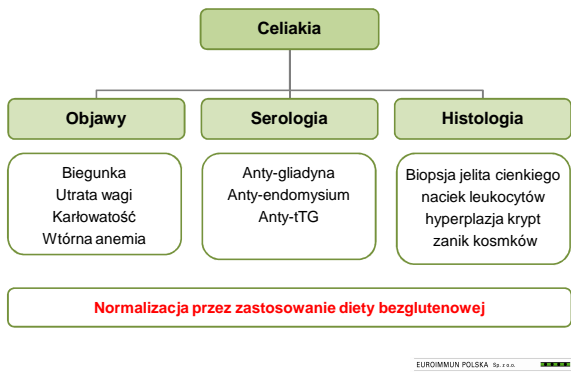 Celiakia
Objawy
Serologia
Histologia
Biegunka
Utrata wagi
Karłowatość
Wtórna anemia
Anty-gliadyna
Anty-endomysium
Anty-tTG
Biopsja jelita cienkiego
naciek leukocytów
hyperplazja krypt
zanik kosmków
Normalizacja przez zastosowanie diety bezglutenowej
EUROIMMUN POLSKA Sp. z o.o.